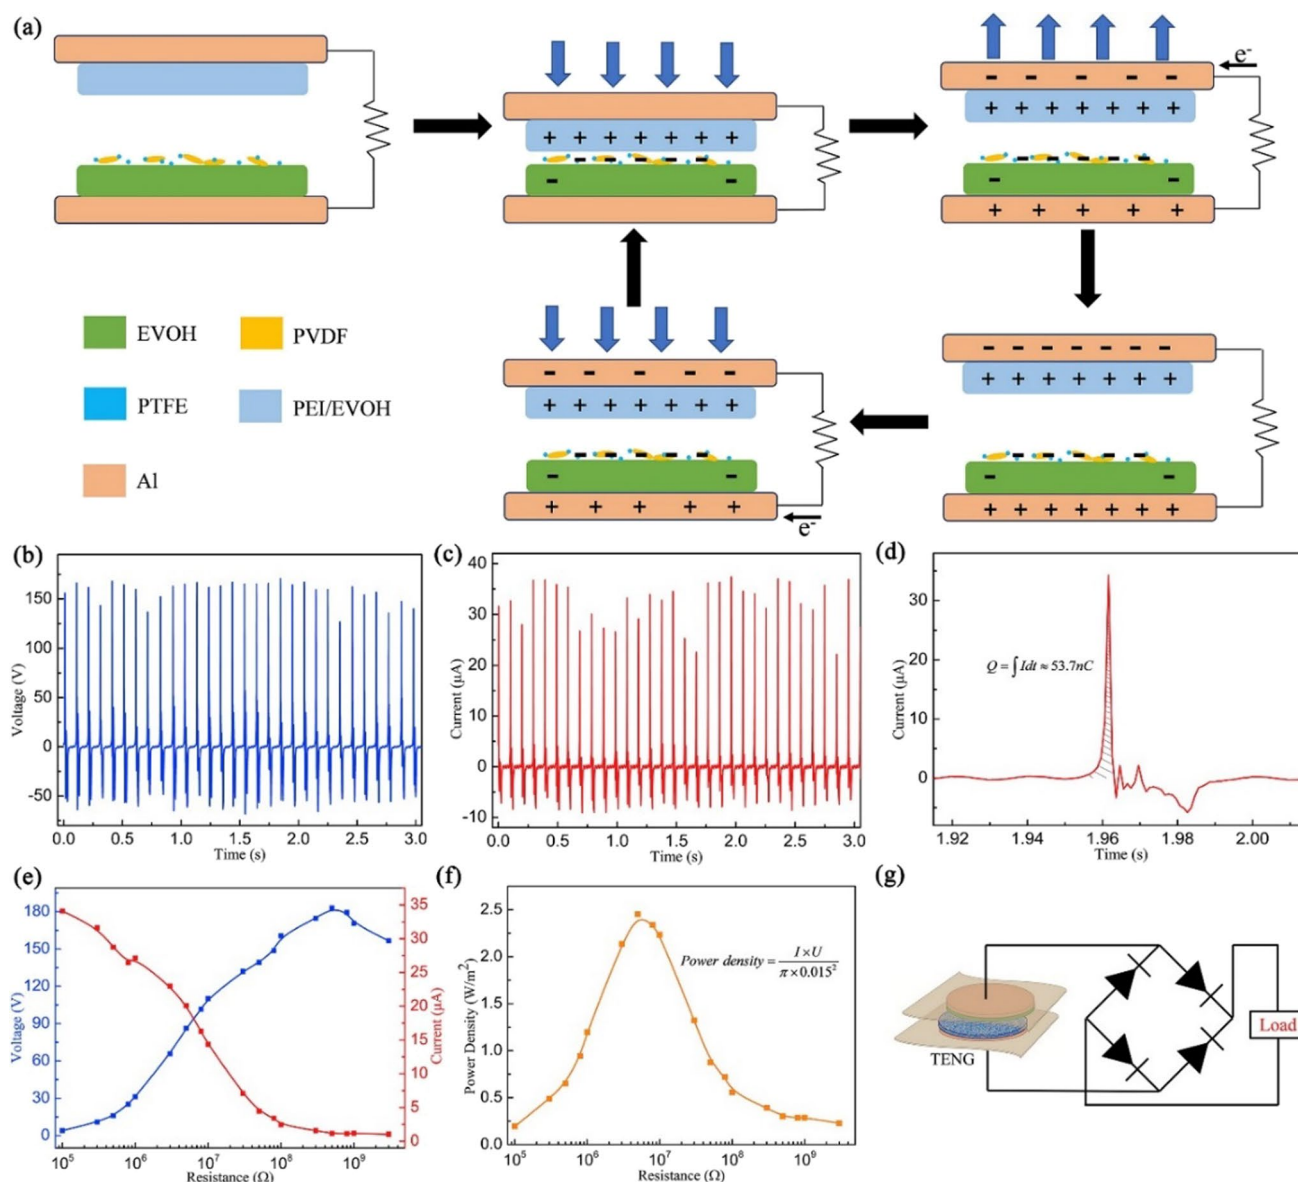 (a)
e-
EVOH
PVDF
PTFE
PEI/EVOH
Al
e-
(b)
150
100
50
0
-50
Voltage (V)
0.0 0.5 1.0 1.5 2.0 2.5 3.0
Time (s)
(c)
40
30
20
10
0
-10
Current (μA)
0.0 0.5 1.0 1.5 2.0 2.5 3.0
Time (s)
(d)
30
20
10
0
Current (μA)
Q = ∫ Idt ≈ 53.7nC
1.92 1.94 1.96 1.98 2.00
Time (s)
(e)
180
150
120
90
60
30
0
Voltage (V)
35
30
25
20
15
10
5
0
Current (μA)
10⁵ 10⁶ 10⁷ 10⁸ 10⁹
Resistance (Ω)
(f)
2.5
2.0
1.5
1.0
0.5
0.0
Power Density (W/m²)
Power density = I × U / π × 0.015²
10⁵ 10⁶ 10⁷ 10⁸ 10⁹
Resistance (Ω)
(g)
TENG
Load